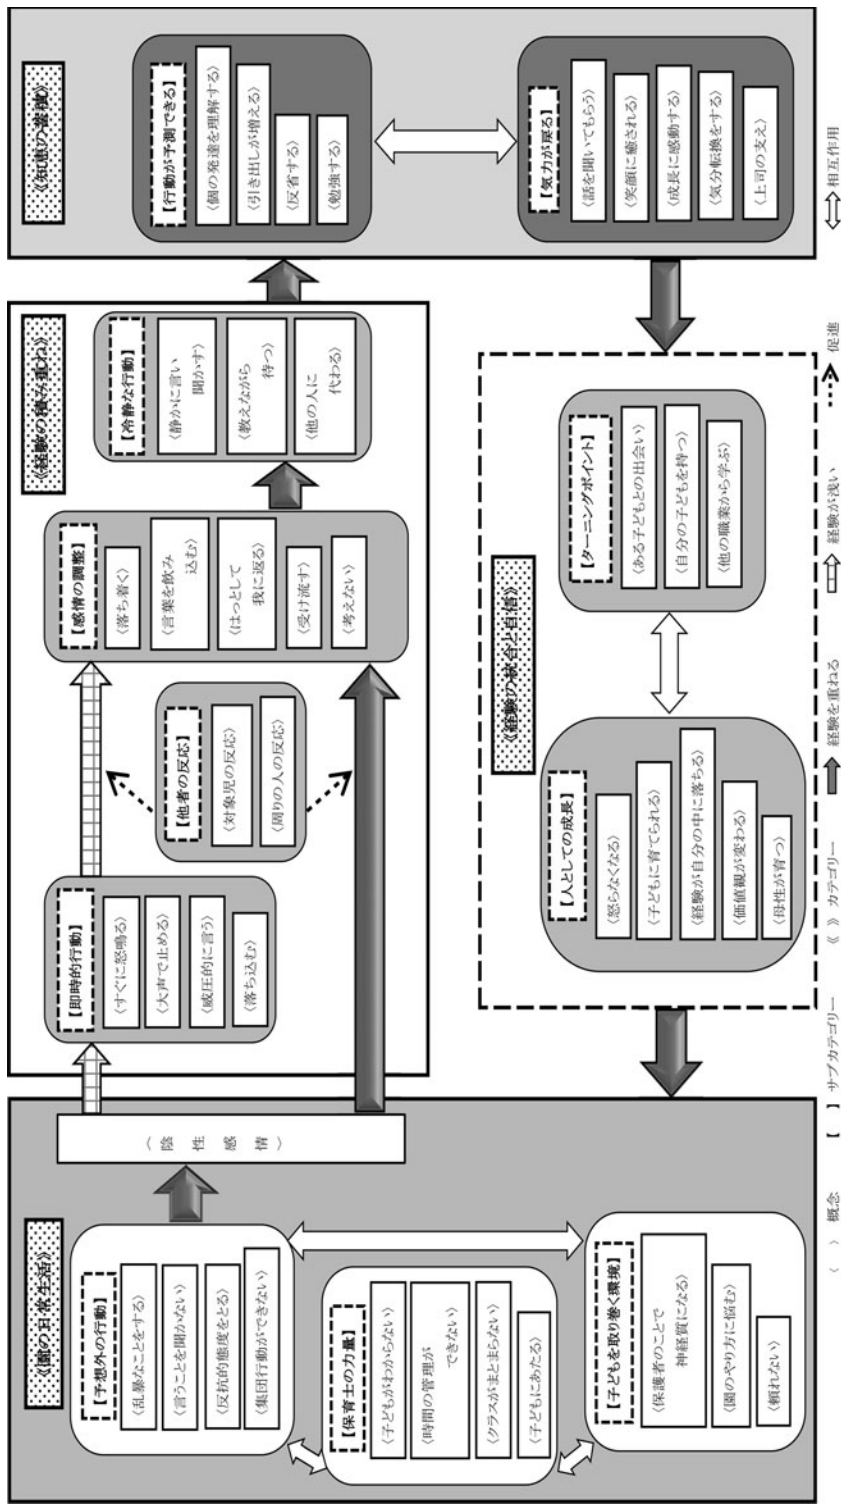 《園の日常生活》
【予想外の行動】
〈乱暴なことをする〉
〈言うことを聞かない〉
〈反抗的態度をとる〉
〈集団行動ができない〉
【保育士の力量】
〈子どもがわからない〉
〈時間の管理が
できない〉
〈クラスがまとまらない〉
〈子どもにあたる〉
【子どもを取り巻く環境】
〈保護者のことで
神経質になる〉
〈園のやり方に悩む〉
〈頼れない〉
〈陰性感情〉
《経験の積み重ね》
【即時的行動】
〈すぐに怒鳴る〉
〈大声で止める〉
〈威圧的に言う〉
〈落ち込む〉
【他者の反応】
〈対象児の反応〉
〈周りの人の反応〉
【感情の調整】
〈落ち着く〉
〈言葉を飲み
込む〉
〈はっとして
我に返る〉
〈受け流す〉
〈考えない〉
【冷静な行動】
〈静かに言い
聞かす〉
〈教えながら
待つ〉
〈他の人に
代わる〉
《知恵の蓄積》
【行動が予測できる】
〈個の発達を理解する〉
〈引き出しが増える〉
〈反省する〉
〈勉強する〉
【気力が戻る】
〈話を聞いてもらう〉
〈笑顔に癒される〉
〈成長に感動する〉
〈気分転換をする〉
〈上司の支え〉
《経験の統合と自信》
【人としての成長】
〈怒らなくなる〉
〈子どもに育てられる〉
〈経験が自分の中に落ちる〉
〈価値観が変わる〉
〈母性が育つ〉
【ターニングポイント】
〈ある子どもとの出会い〉
〈自分の子どもを持つ〉
〈他の職業から学ぶ〉
〈 〉 概念 【 】 サブカテゴリー 《 》 カテゴリー 経験を重ねる 経験が浅い 促進 相互作用